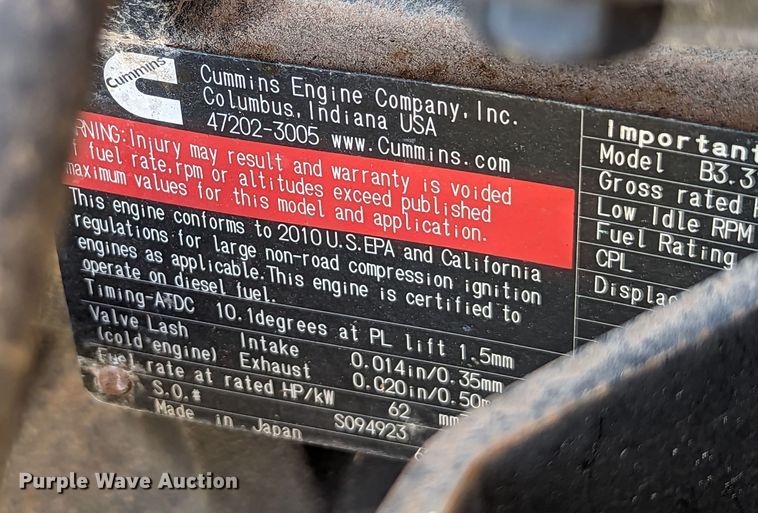 Cummins
Cummins Engine Company, Inc.
Columbus, Indiana USA
47202-3005 www.Cummins.com
RNING: Injury may result and warranty is voided
f fuel rate, rpm or altitudes exceed published
maximum values for this model and application.
This engine conforms to 2010 U.S. EPA and California
regulations for large non-road compression ignition
engines as applicable. This engine is certified to
operate on diesel fuel.
Timing-ATDC 10.1degrees at PL lift 1.5mm
Valve Lash Intake 0.014in/0.35mm
(cold engine) Exhaust 0.020in/0.50m
Fuel rate at rated HP/kW 62 mm
S.O.# S094923
Made in Japan
Important
Model B3.3
Gross rated
Low Idle RPM
Fuel Rating
CPL
Displac
Purple Wave Auction